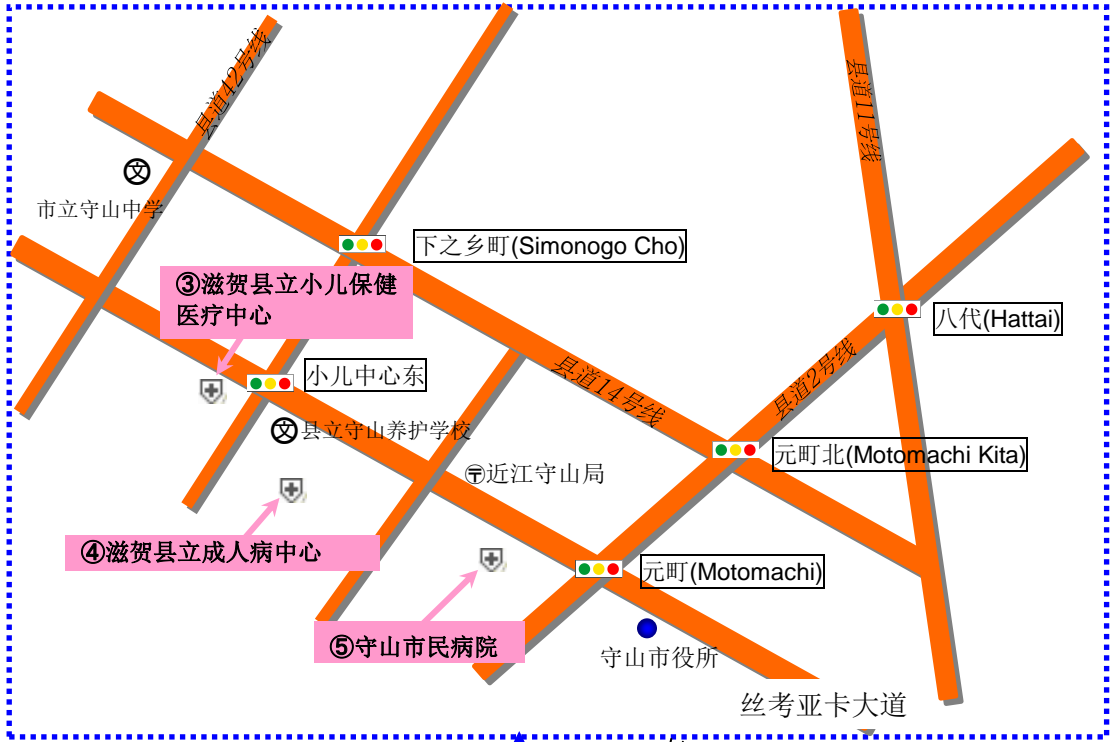 县道42号线
县道11号线
文
市立守山中学
下之乡町(Simonogo Cho)
③滋贺县立小儿保健
医疗中心
八代(Hattai)
小儿中心东
县道14号线
县道2号线
文县立守山养护学校
元町北(Motomachi Kita)
〒近江守山局
④滋贺县立成人病中心
元町(Motomachi)
⑤守山市民病院
守山市役所
丝考亚卡大道